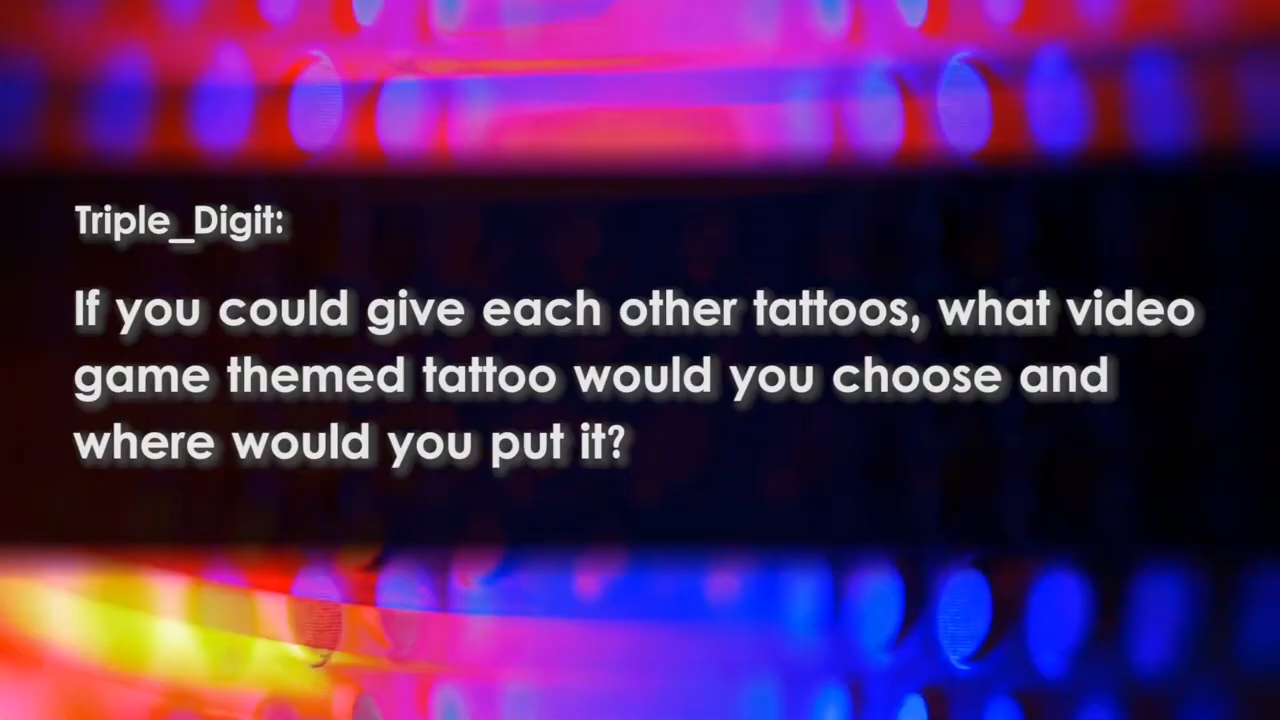 Triple_Digit:
If you could give each other tattoos, what video
game themed tattoo would you choose and
where would you put it?